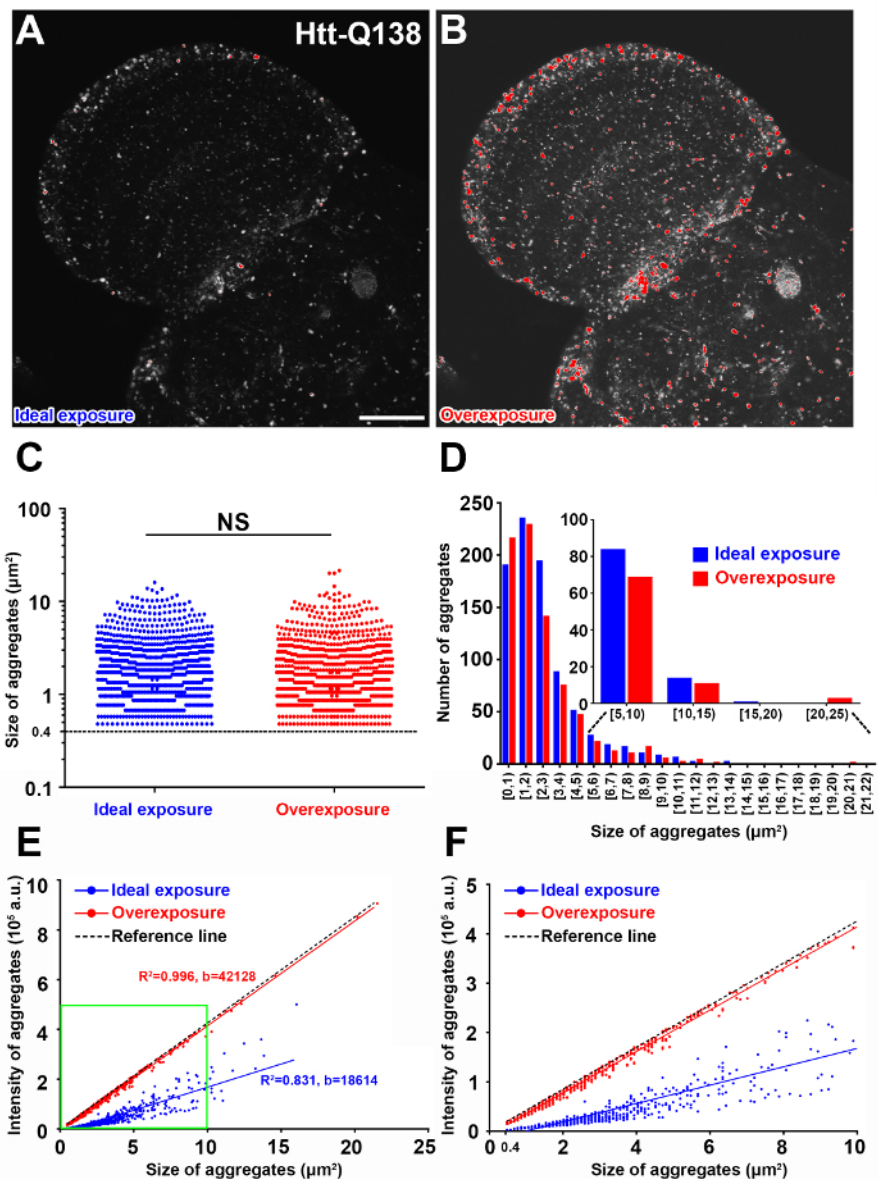 A
Htt-Q138
B
Ideal exposure
Overexposure
C
D
Size of aggregates (µm²)
100
10
1
0.4
0.1
NS
Ideal exposure
Overexposure
Number of aggregates
250
200
150
100
50
0
100
80
60
40
20
0
Ideal exposure
Overexposure
[5,10)
[10,15)
[15,20)
[20,25)
[0,1)
[1,2)
[2,3)
[3,4)
[4,5)
[5,6)
[6,7)
[7,8)
[8,9)
[9,10)
[10,11)
[11,12)
[12,13)
[13,14)
[14,15)
[15,16)
[16,17)
[17,18)
[18,19)
[19,20)
[20,21)
[21,22)
Size of aggregates (µm²)
E
F
Intensity of aggregates (10⁵ a.u.)
10
8
6
4
2
0
Ideal exposure
Overexposure
Reference line
R²=0.996, b=42128
R²=0.831, b=18614
0
5
10
15
20
25
Size of aggregates (µm²)
Intensity of aggregates (10⁵ a.u.)
5
4
3
2
1
0
Ideal exposure
Overexposure
Reference line
0
0.4
2
4
6
8
10
Size of aggregates (µm²)